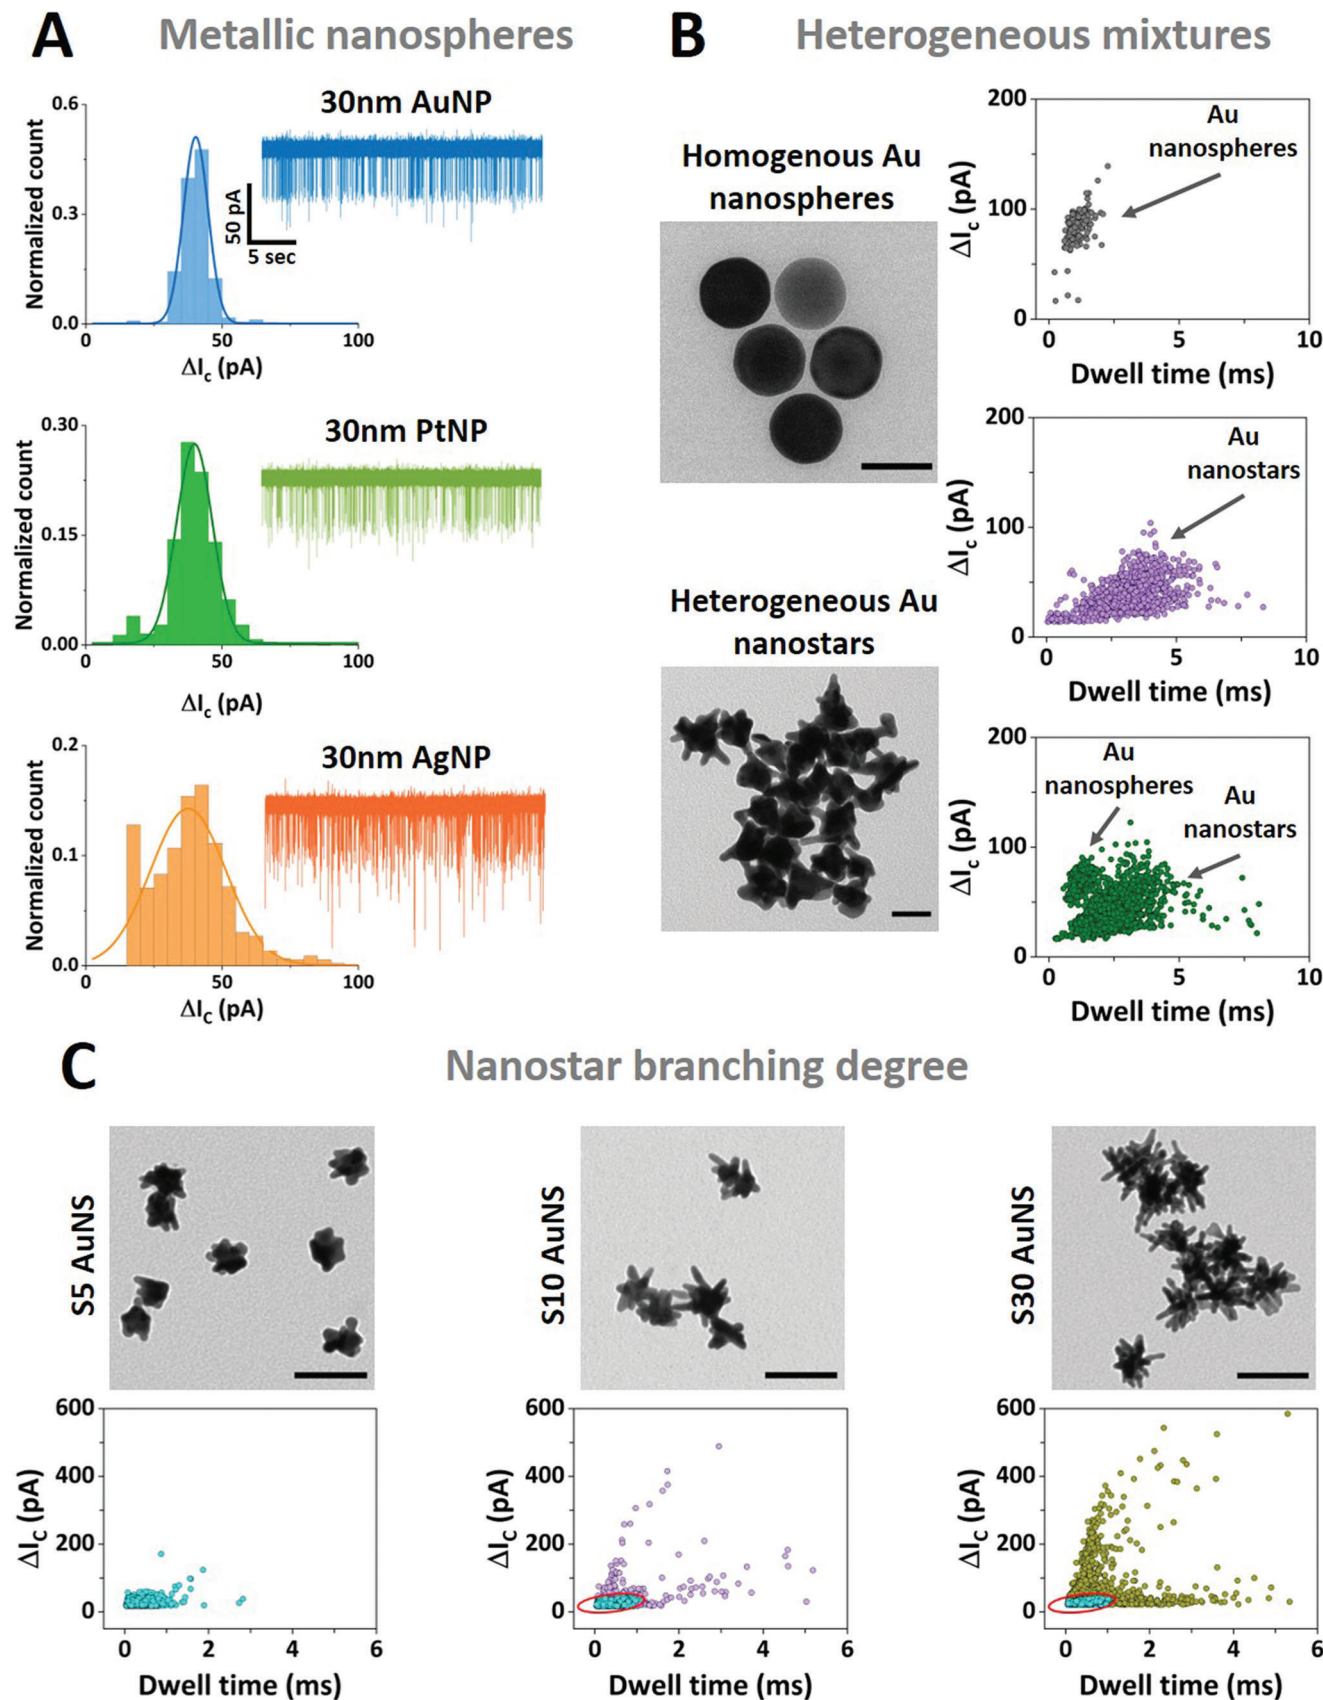 A Metallic nanospheres
30nm AuNP
0.6
0.3
0.0
Normalized count
0 50 100
ΔIc (pA)
50 pA
5 sec
30nm PtNP
0.30
0.15
0.00
Normalized count
0 50 100
ΔIc (pA)
30nm AgNP
0.2
0.1
0.0
Normalized count
0 50 100
ΔIC (pA)
B Heterogeneous mixtures
Homogenous Au
nanospheres
Heterogeneous Au
nanostars
200
100
0
ΔIc (pA)
Au
nanospheres
0 5 10
Dwell time (ms)
200
100
0
ΔIc (pA)
Au
nanostars
0 5 10
Dwell time (ms)
200
100
0
ΔIc (pA)
Au
nanospheres
Au
nanostars
0 5 10
Dwell time (ms)
C Nanostar branching degree
S5 AuNS
600
400
200
0
ΔIC (pA)
0 2 4 6
Dwell time (ms)
S10 AuNS
600
400
200
0
ΔIC (pA)
0 2 4 6
Dwell time (ms)
S30 AuNS
600
400
200
0
ΔIC (pA)
0 2 4 6
Dwell time (ms)